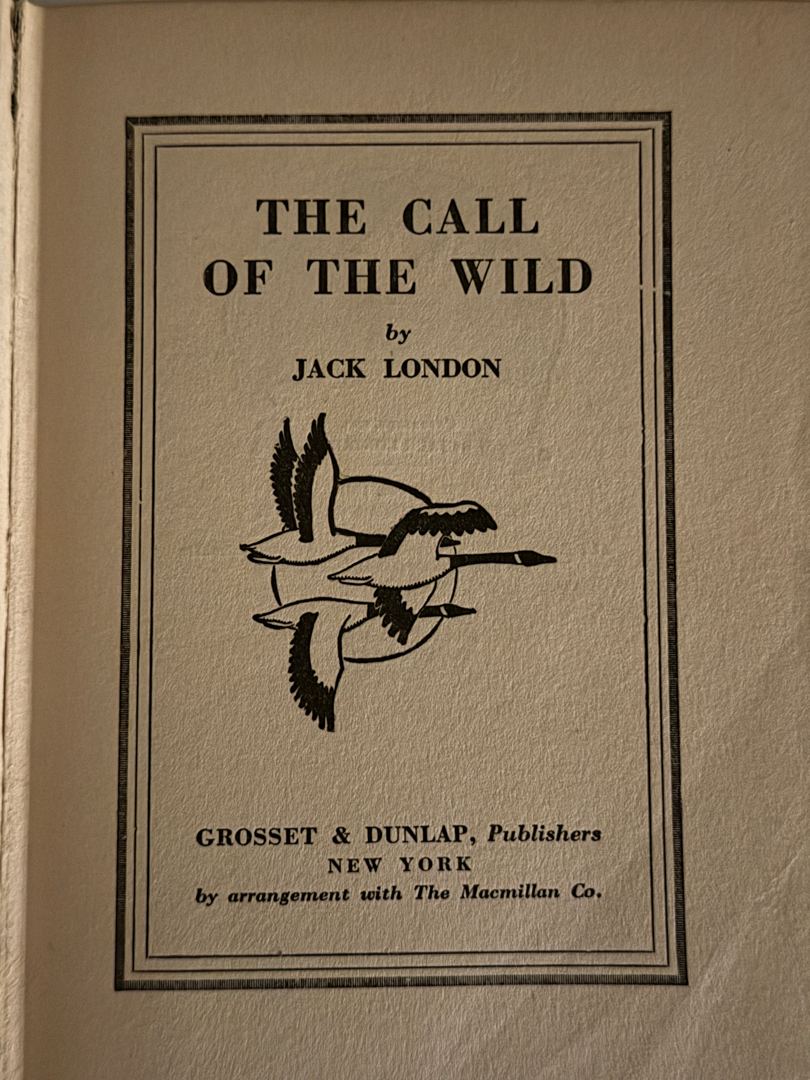 THE CALL
OF THE WILD
by
JACK LONDON
GROSSET & DUNLAP, Publishers
NEW YORK
by arrangement with The Macmillan Co.